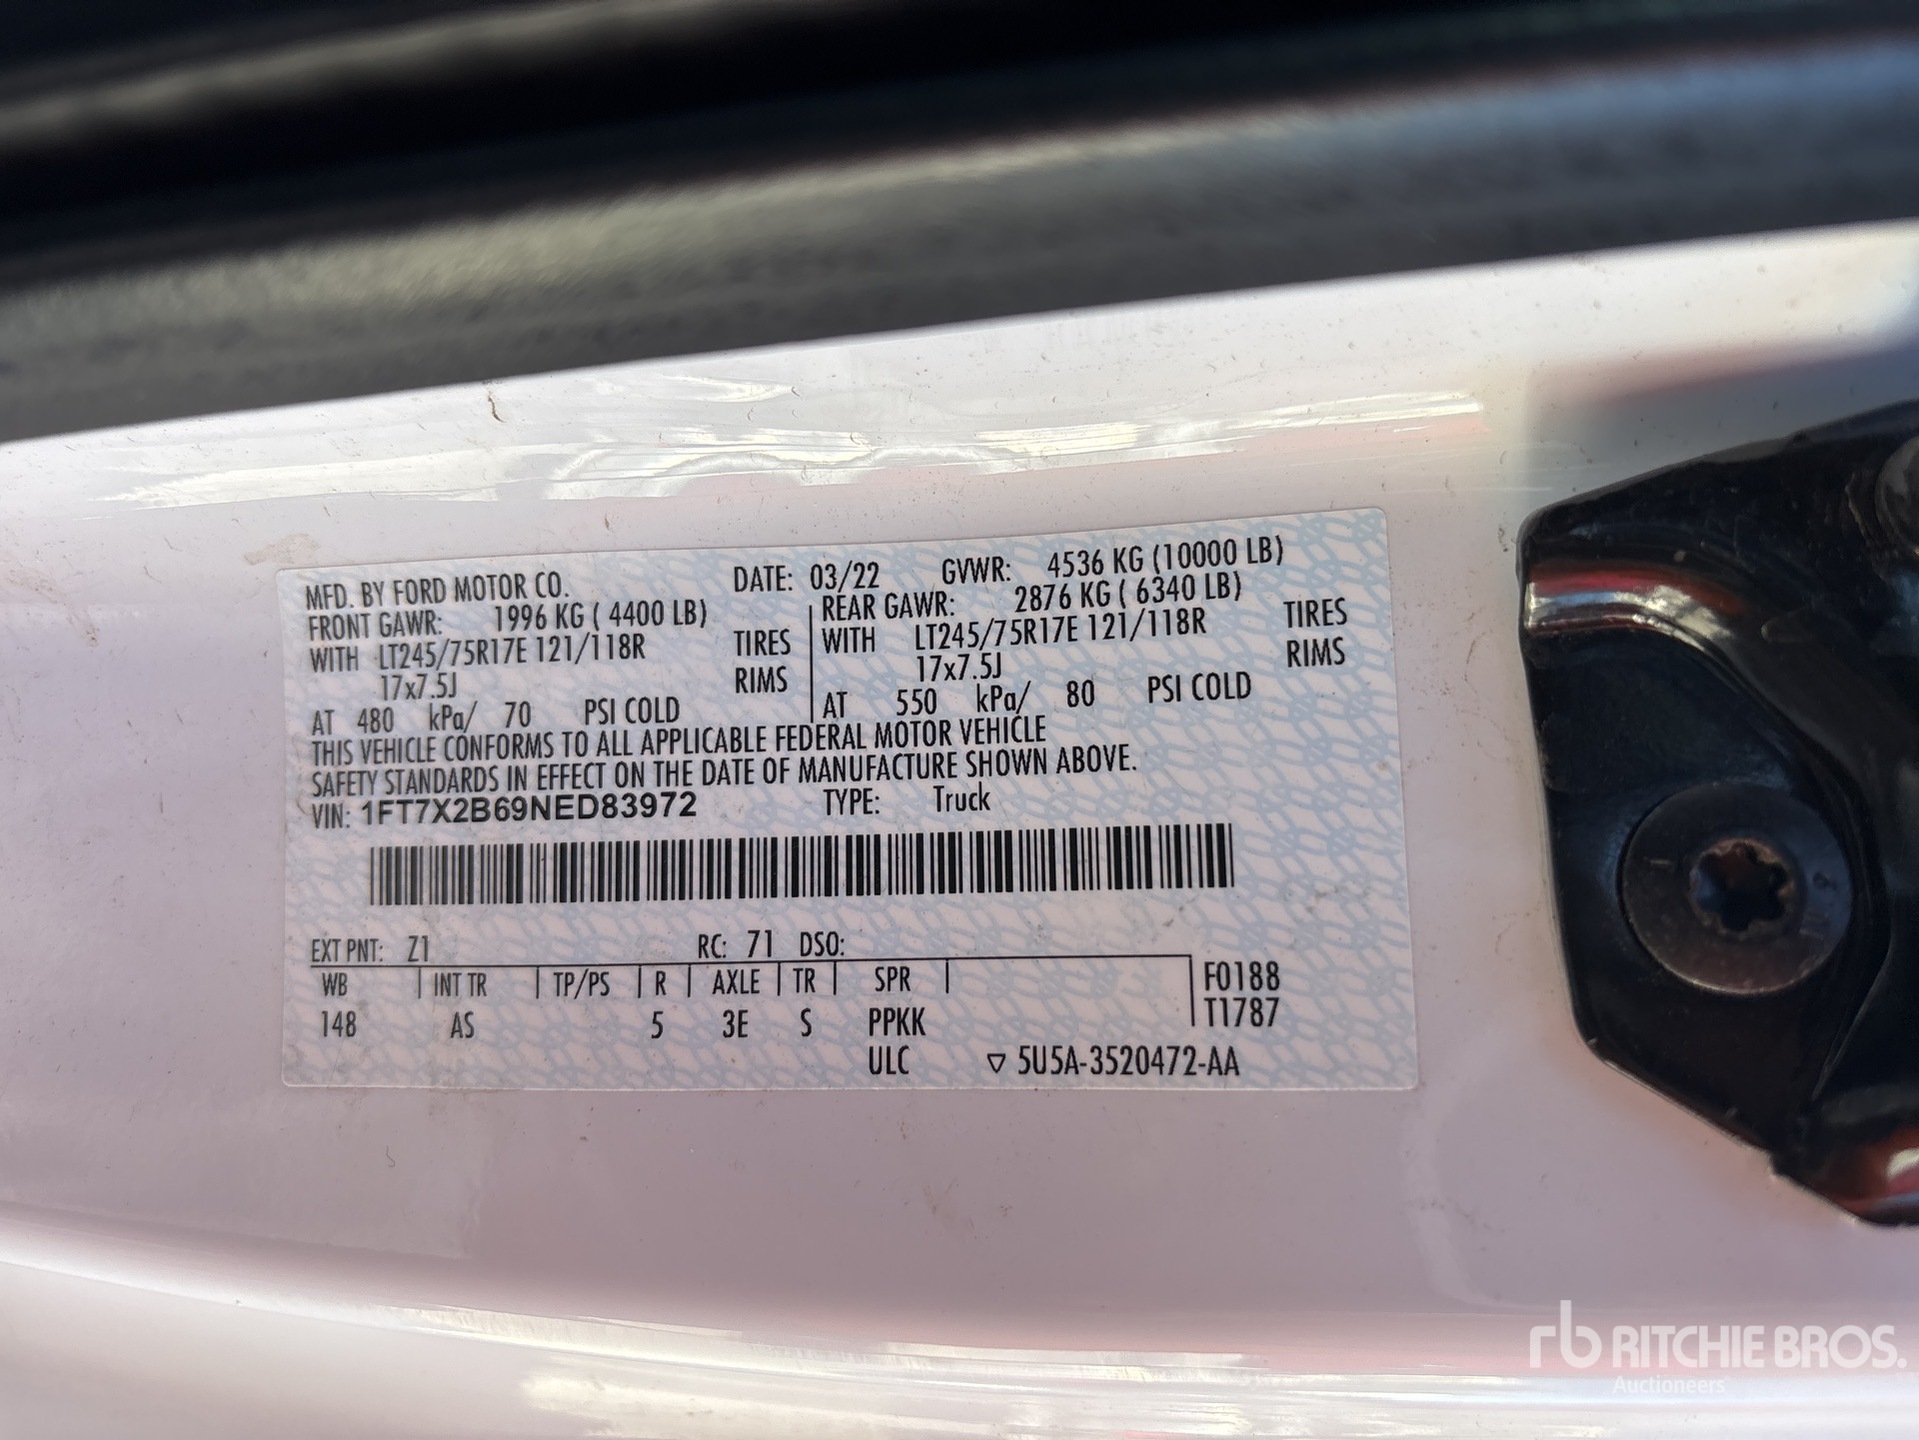 MFD. BY FORD MOTOR CO. DATE: 03/22 GVWR: 4536 KG (10000 LB)
FRONT GAWR: 1996 KG ( 4400 LB) REAR GAWR: 2876 KG ( 6340 LB)
WITH LT245/75R17E 121/118R TIRES WITH LT245/75R17E 121/118R TIRES
17x7.5J RIMS 17x7.5J RIMS
AT 480 kPa/ 70 PSI COLD AT 550 kPa/ 80 PSI COLD
THIS VEHICLE CONFORMS TO ALL APPLICABLE FEDERAL MOTOR VEHICLE
SAFETY STANDARDS IN EFFECT ON THE DATE OF MANUFACTURE SHOWN ABOVE.
VIN: 1FT7X2B69NED83972 TYPE: Truck
EXT PNT: Z1 RC: 71 DSO:
WB INT TR TP/PS R AXLE TR SPR F0188
148 AS 5 3E S PPKK T1787
ULC ▽ 5U5A-3520472-AA
rb RITCHIE BROS.
Auctioneers